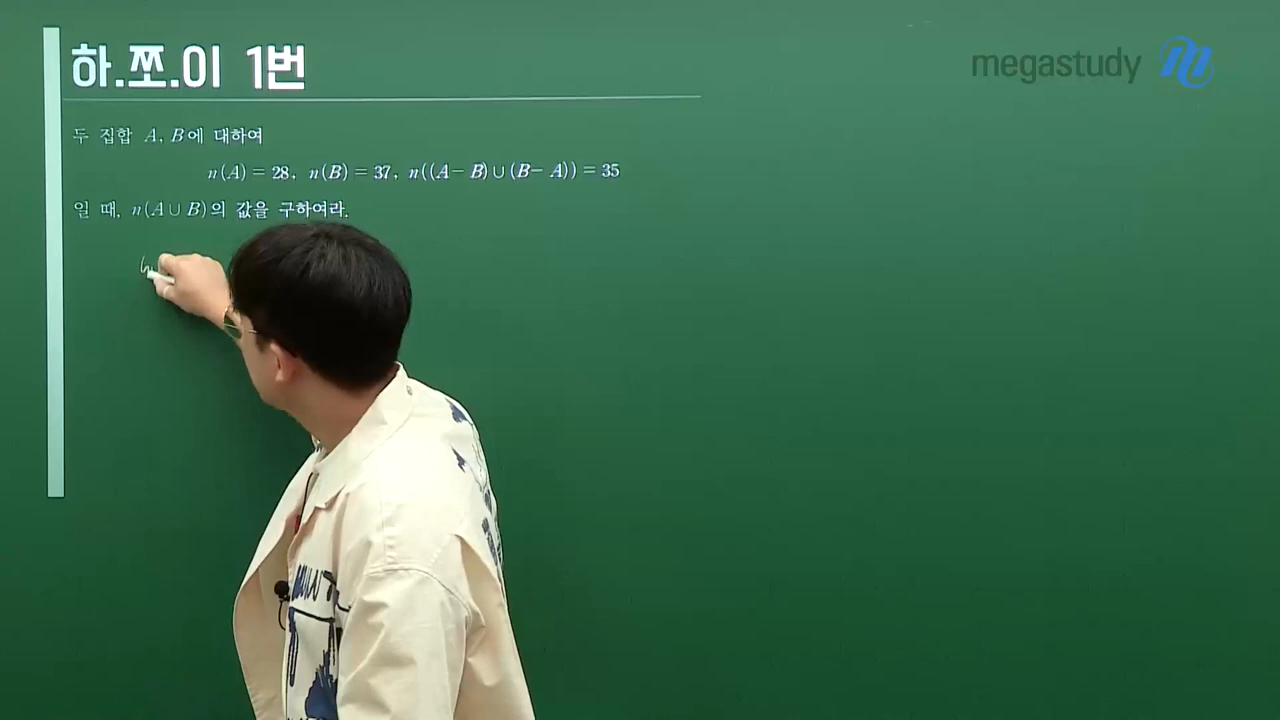 하.쪼.이 1번
megastudy
두 집합 A, B에 대하여
n(A) = 28, n(B) = 37, n((A − B)∪(B − A)) = 35
일 때, n(A∪B)의 값을 구하여라.